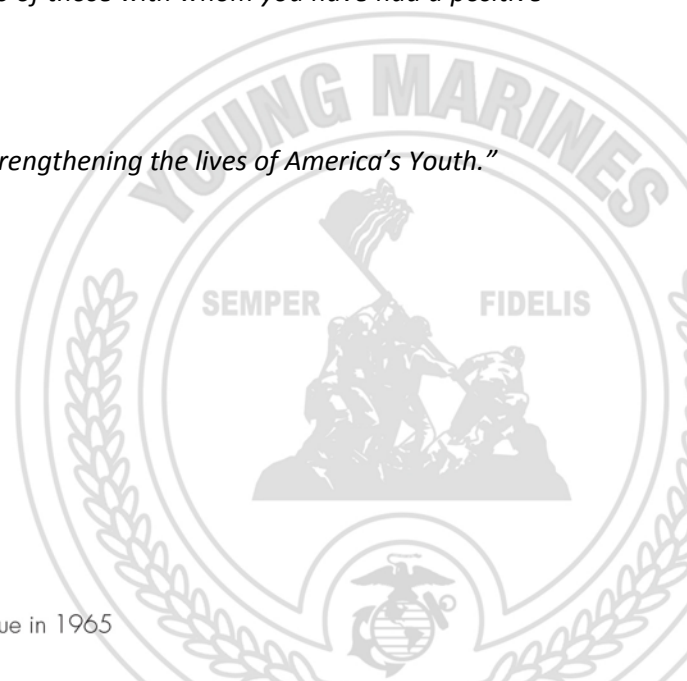 of those with whom you have had a positive
YOUNG MARINES
rengthening the lives of America’s Youth.”
SEMPER FIDELIS
ue in 1965